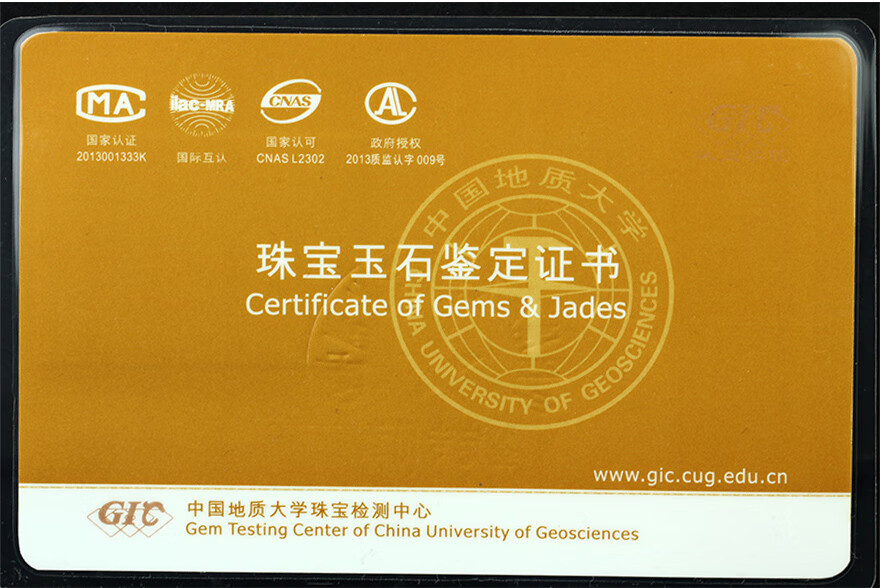 MA
ilac-MRA
CNAS
AL
国家认证
国际互认
国家认可
政府授权
2013001333K
CNAS L2302
2013质监认字 009号
GIC
中国地质大学
珠宝玉石鉴定证书
Certificate of Gems & Jades
CHINA UNIVERSITY OF GEOSCIENCES
www.gic.cug.edu.cn
GIC
中国地质大学珠宝检测中心
Gem Testing Center of China University of Geosciences